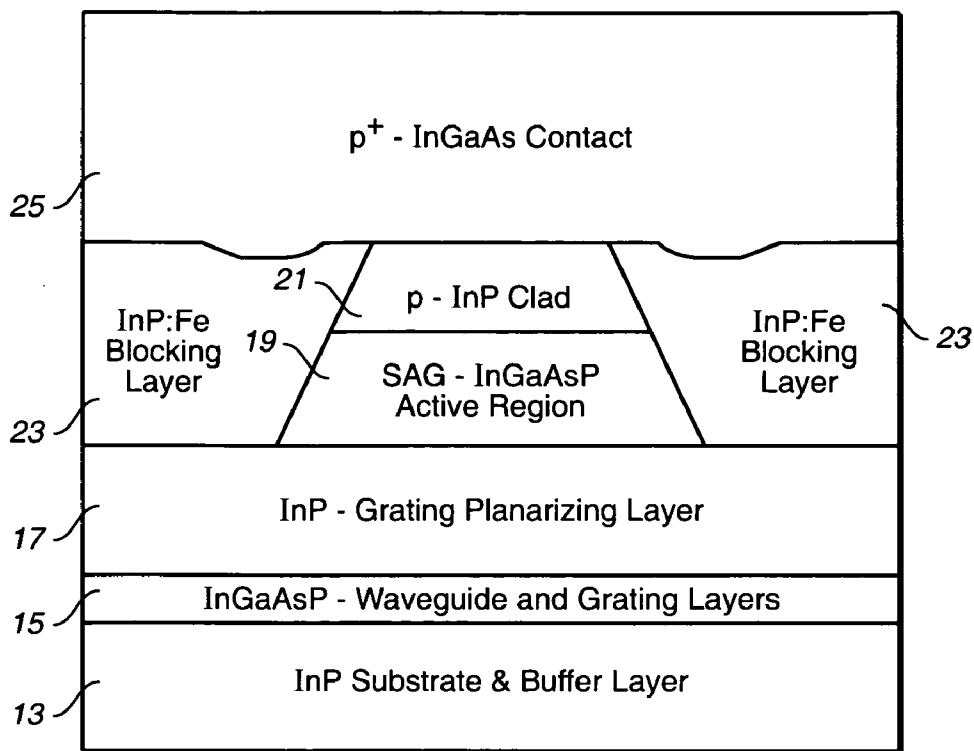 p+ - InGaAs Contact
25
21
p - InP Clad
InP:Fe
Blocking
Layer
19
SAG - InGaAsP
Active Region
InP:Fe
Blocking
Layer
23
23
InP - Grating Planarizing Layer
17
InGaAsP - Waveguide and Grating Layers
15
InP Substrate & Buffer Layer
13